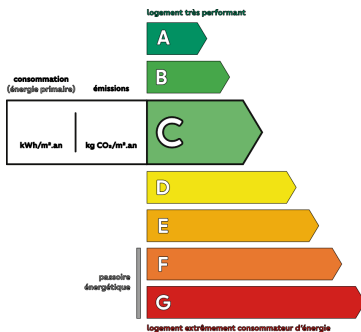 logement très performant
A
B
consommation
(énergie primaire)
émissions
kWh/m².an
kg CO₂/m².an
C
D
E
F
G
passoire
énergétique
logement extrêmement consommateur d'énergie